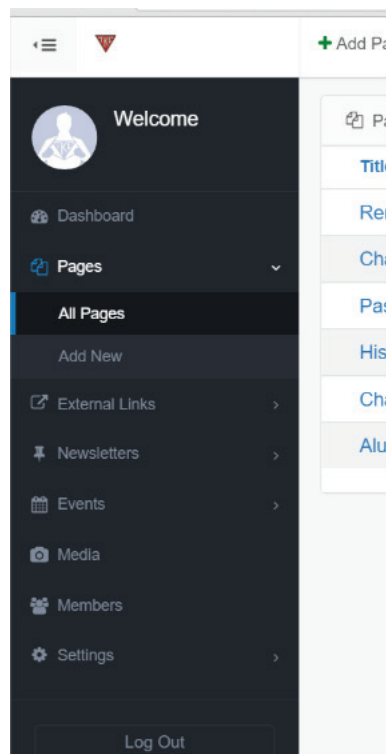 Add Pa
Welcome
Pa
Titl
Dashboard
Rer
Pages
Cha
All Pages
Pas
Add New
His
External Links
Cha
Newsletters
Alu
Events
Media
Members
Settings
Log Out